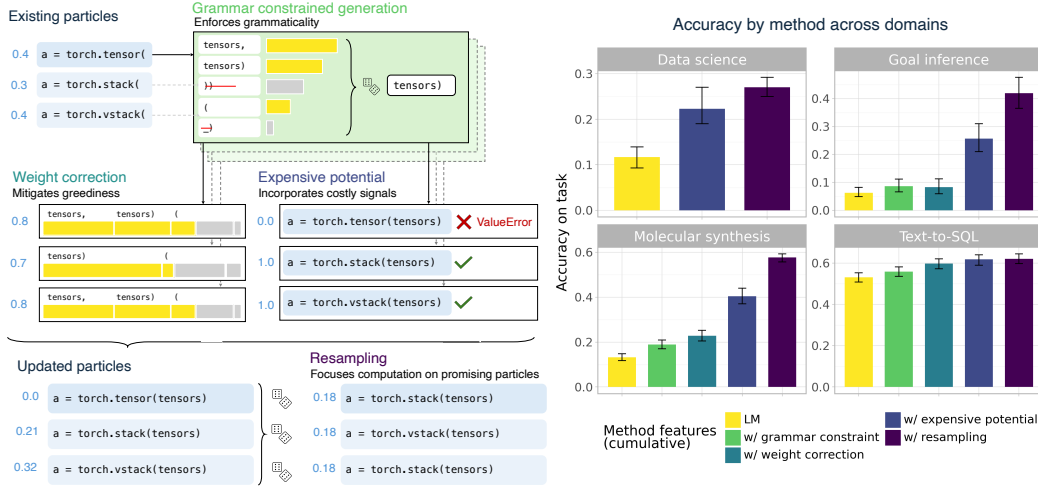 Existing particles
0.4 a = torch.tensor(
0.3 a = torch.stack(
0.4 a = torch.vstack(
Grammar constrained generation
Enforces grammaticality
tensors,
tensors)
))
(
_)
tensors)
Weight correction
Mitigates greediness
0.8 tensors, tensors) (
0.7 tensors) (
0.8 tensors, tensors) (
Expensive potential
Incorporates costly signals
0.0 a = torch.tensor(tensors) ValueError
1.0 a = torch.stack(tensors)
1.0 a = torch.vstack(tensors)
Updated particles
0.0 a = torch.tensor(tensors)
0.21 a = torch.stack(tensors)
0.32 a = torch.vstack(tensors)
Resampling
Focuses computation on promising particles
0.18 a = torch.stack(tensors)
0.18 a = torch.vstack(tensors)
0.18 a = torch.stack(tensors)
Accuracy by method across domains
Accuracy on task
Data science
0.3
0.2
0.1
0.0
Goal inference
0.4
0.3
0.2
0.1
0.0
Molecular synthesis
0.6
0.4
0.2
0.0
Text-to-SQL
0.6
0.4
0.2
0.0
Method features
(cumulative)
LM
w/ grammar constraint
w/ weight correction
w/ expensive potential
w/ resampling